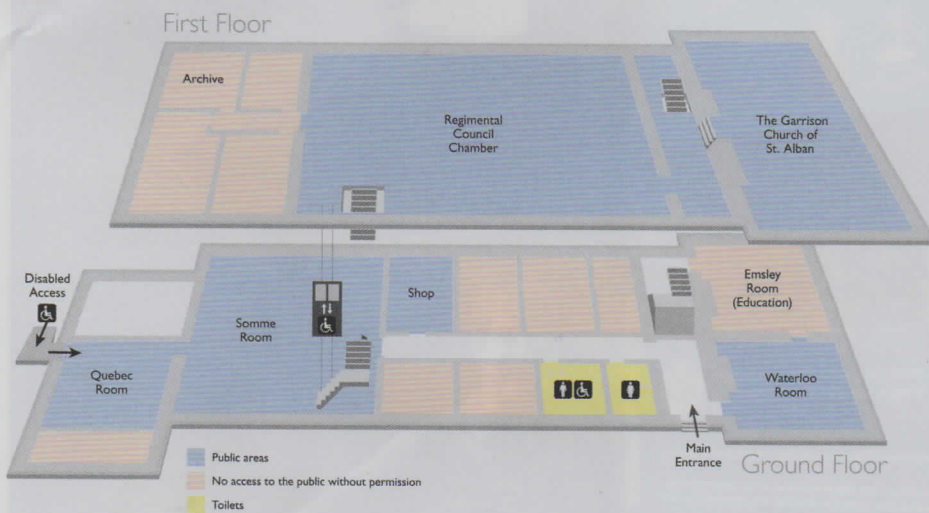 First Floor
Archive
Regimental
Council
Chamber
The Garrison
Church of
St. Alban
Disabled
Access
Quebec
Room
Somme
Room
Shop
Emsley
Room
(Education)
Waterloo
Room
Main
Entrance
Ground Floor
Public areas
No access to the public without permission
Toilets